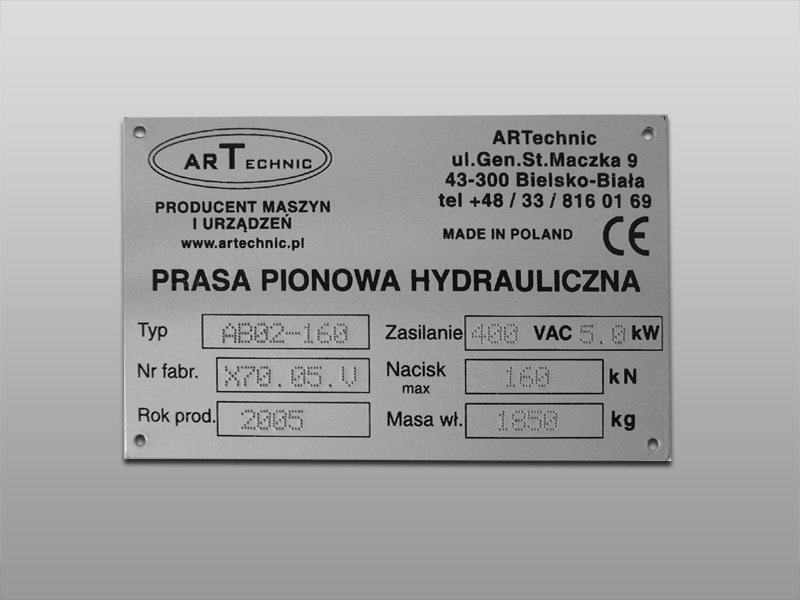 ARTECHNIC
PRODUCENT MASZYN
I URZĄDZEŃ
www.artechnic.pl
ARTechnic
ul.Gen.St.Maczka 9
43-300 Bielsko-Biała
tel +48 / 33 / 816 01 69
MADE IN POLAND CE
PRASA PIONOWA HYDRAULICZNA
Typ AB02-160
Zasilanie 400 VAC 5.0 kW
Nr fabr. X70.05.V
Nacisk max 160 kN
Rok prod. 2005
Masa wł. 1850 kg